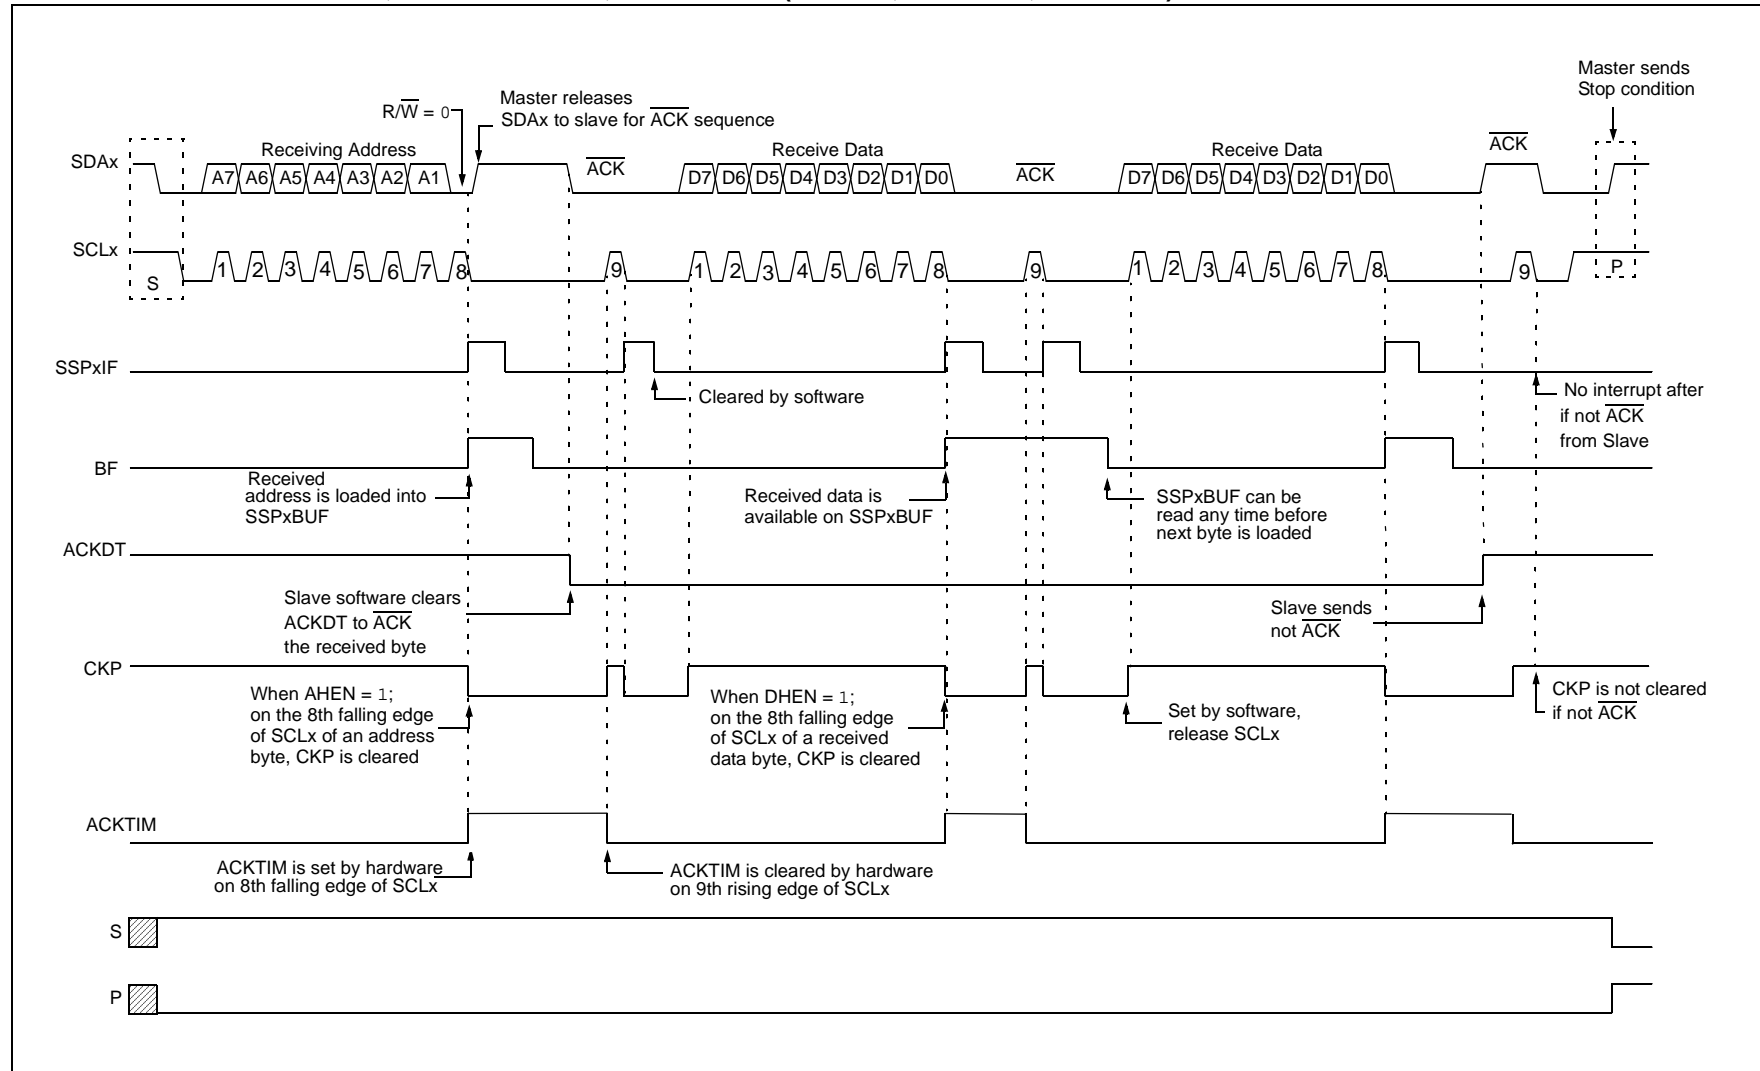 Master sends
Stop condition
R/W = 0
Master releases
SDAx to slave for ACK sequence
SDAx
Receiving Address
ACK
Receive Data
ACK
Receive Data
ACK
A7 A6 A5 A4 A3 A2 A1
D7 D6 D5 D4 D3 D2 D1 D0
D7 D6 D5 D4 D3 D2 D1 D0
SCLx
S
1 2 3 4 5 6 7 8
9
1 2 3 4 5 6 7 8
9
1 2 3 4 5 6 7 8
9
P
SSPxIF
Cleared by software
No interrupt after
if not ACK
from Slave
BF
Received
address is loaded into
SSPxBUF
Received data is
available on SSPxBUF
SSPxBUF can be
read any time before
next byte is loaded
ACKDT
Slave software clears
ACKDT to ACK
the received byte
Slave sends
not ACK
CKP
When AHEN = 1;
on the 8th falling edge
of SCLx of an address
byte, CKP is cleared
When DHEN = 1;
on the 8th falling edge
of SCLx of a received
data byte, CKP is cleared
Set by software,
release SCLx
CKP is not cleared
if not ACK
ACKTIM
ACKTIM is set by hardware
on 8th falling edge of SCLx
ACKTIM is cleared by hardware
on 9th rising edge of SCLx
S
P